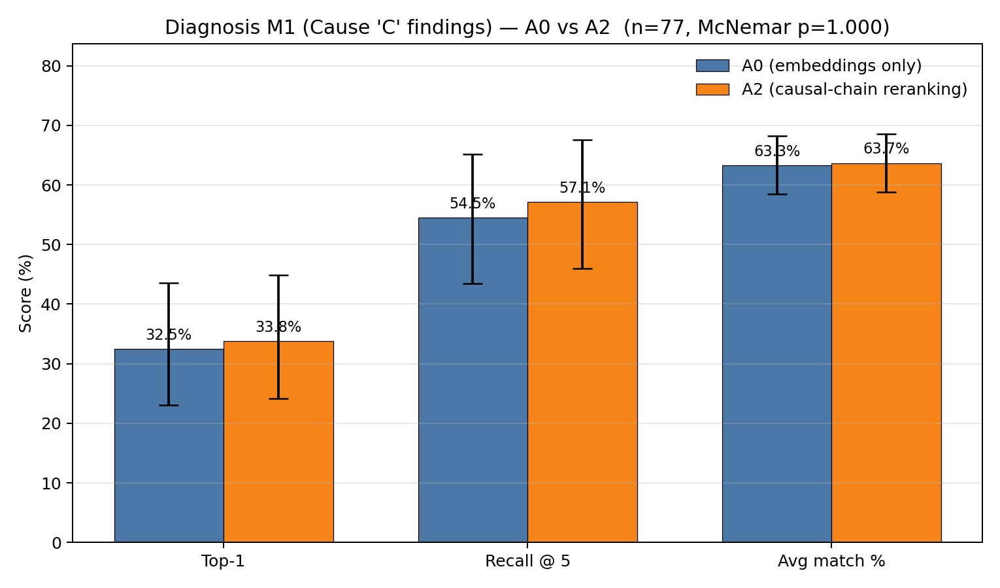 Diagnosis M1 (Cause 'C' findings) — A0 vs A2  (n=77, McNemar p=1.000)
A0 (embeddings only)
A2 (causal-chain reranking)
Score (%)
80
70
60
50
40
30
20
10
0
32.5%
33.8%
54.5%
57.1%
63.3%
63.7%
Top-1
Recall @ 5
Avg match %